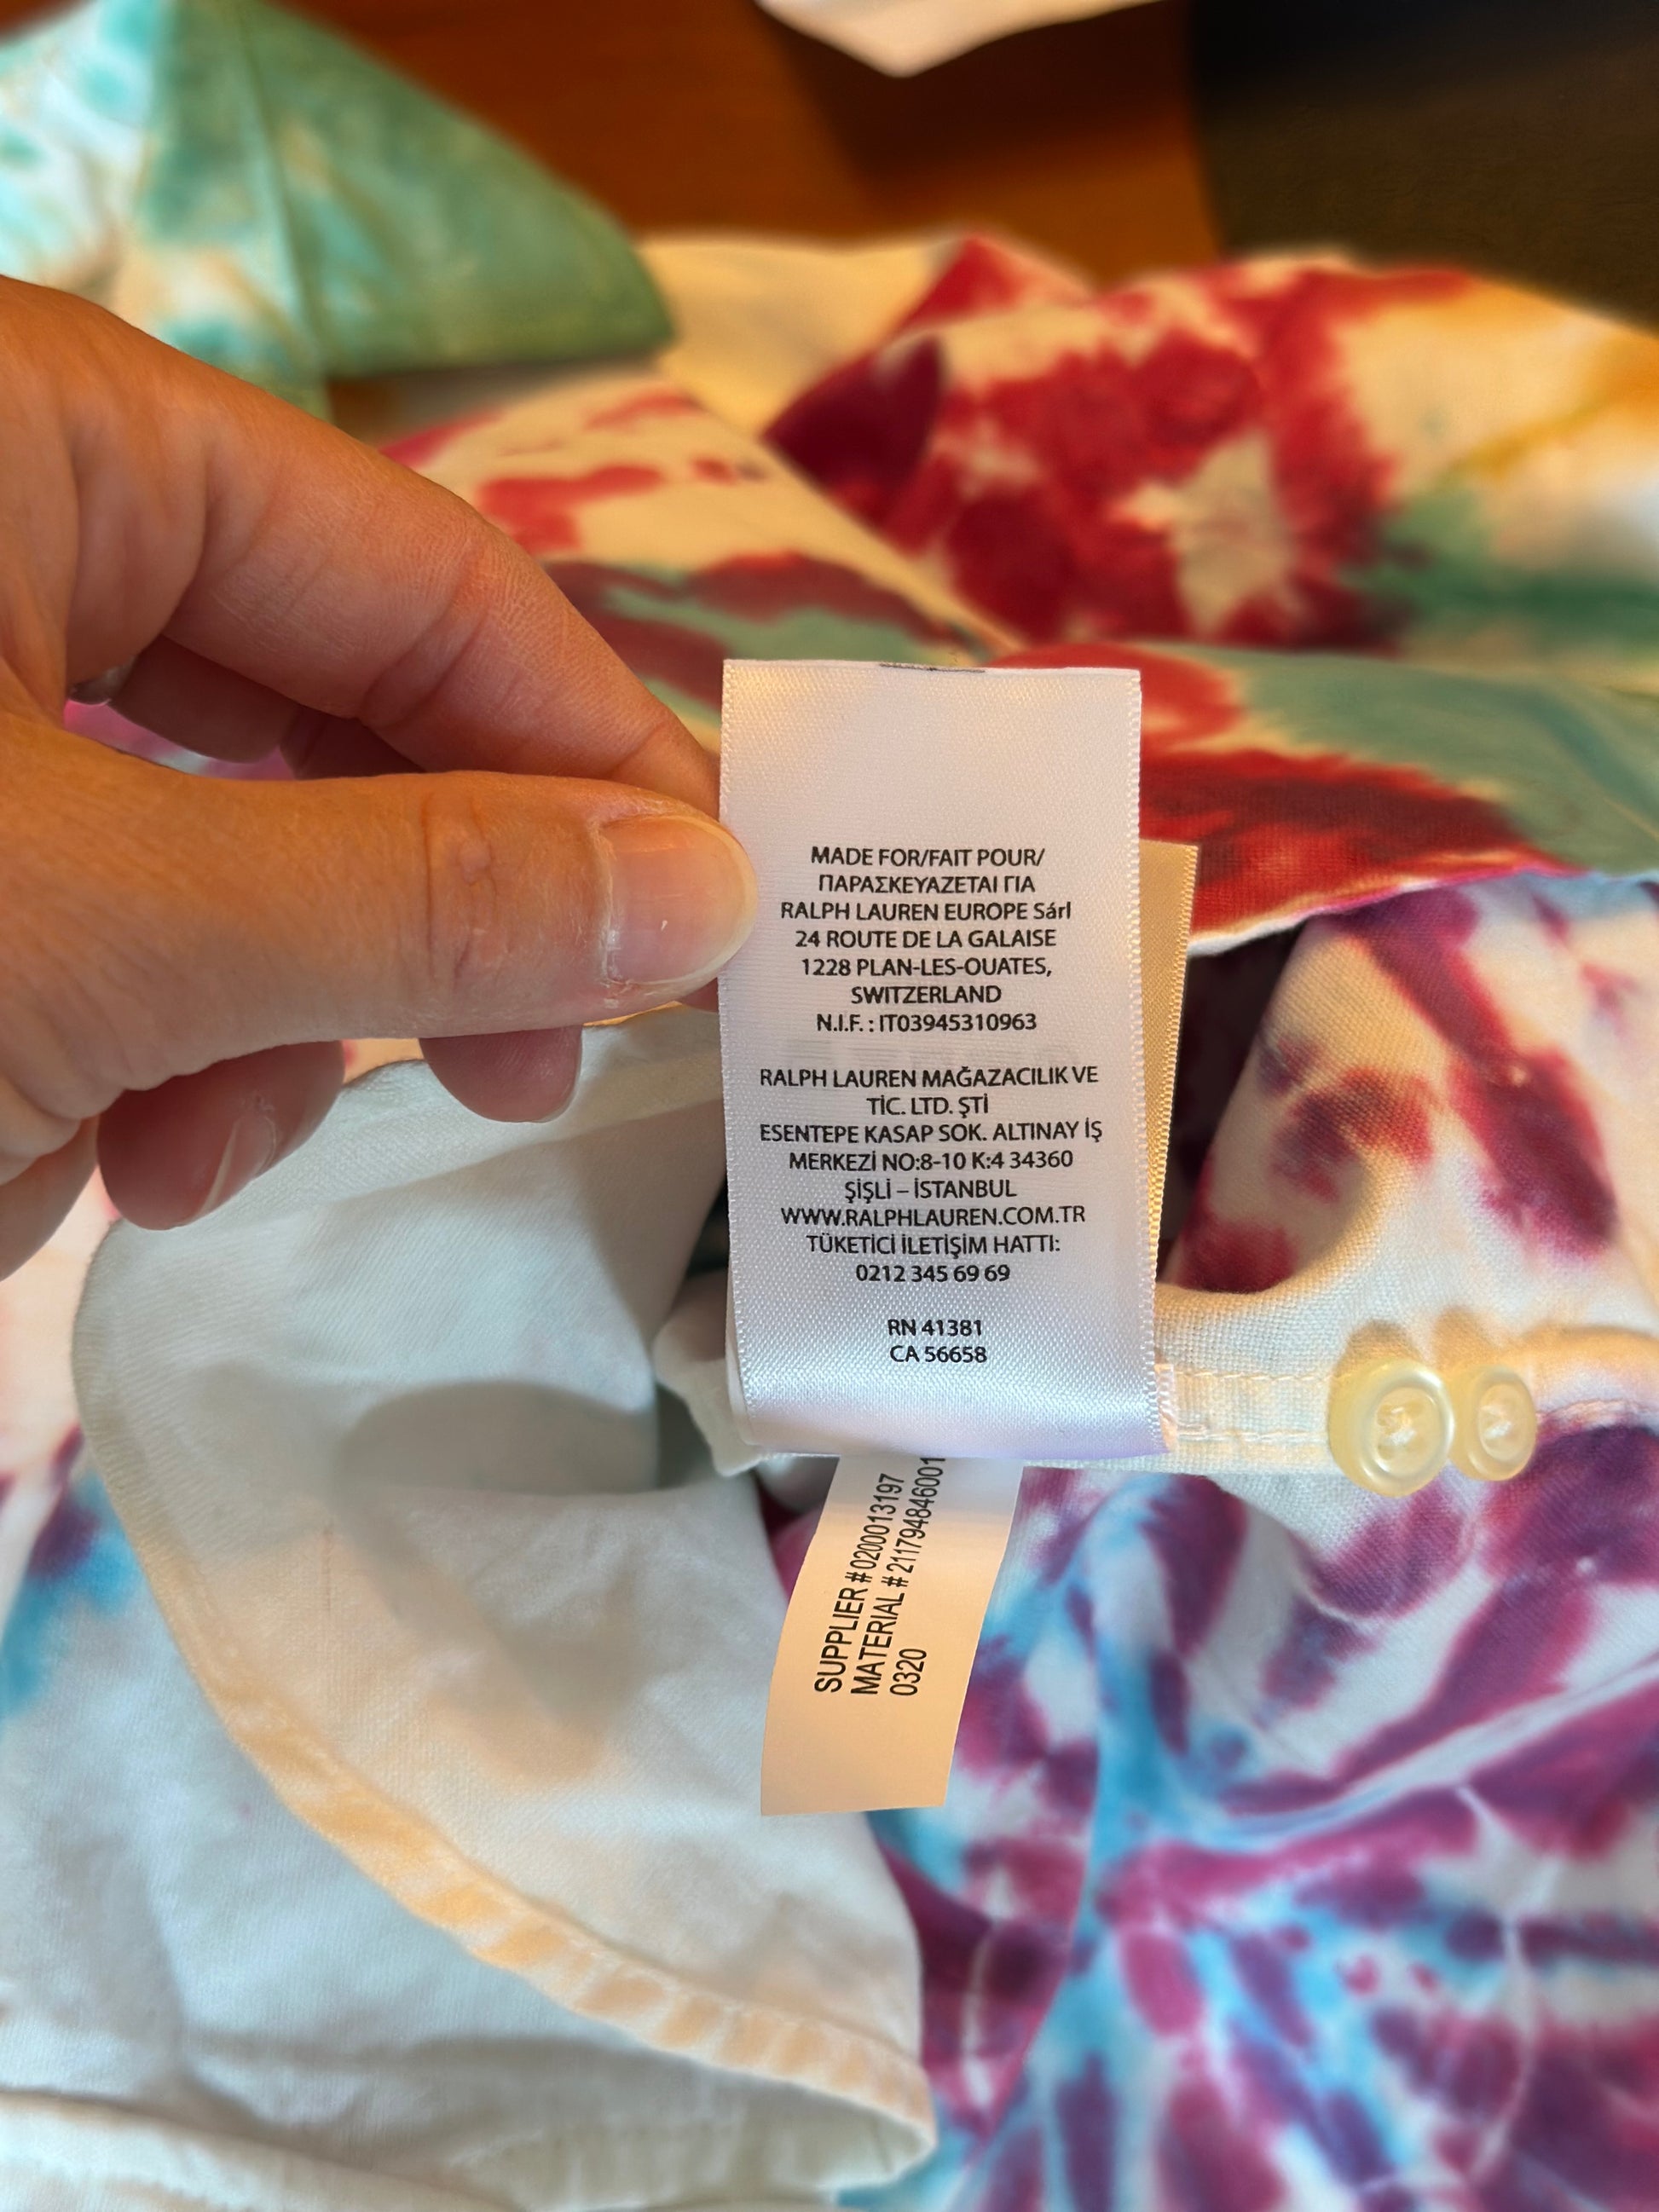 MADE FOR/FAIT POUR/
ΠΑΡΑΣΚΕΥΑΖΕΤΑΙ ΓΙΑ
RALPH LAUREN EUROPE Sárl
24 ROUTE DE LA GALAISE
1228 PLAN-LES-OUATES,
SWITZERLAND
N.I.F. : IT03945310963
RALPH LAUREN MAĞAZACILIK VE
TİC. LTD. ŞTİ
ESENTEPE KASAP SOK. ALTINAY İŞ
MERKEZİ NO:8-10 K:4 34360
ŞİŞLİ – İSTANBUL
WWW.RALPHLAUREN.COM.TR
TÜKETİCİ İLETİŞİM HATTI:
0212 345 69 69
RN 41381
CA 56658
SUPPLIER # 0200013197
MATERIAL # 211794846001
0320